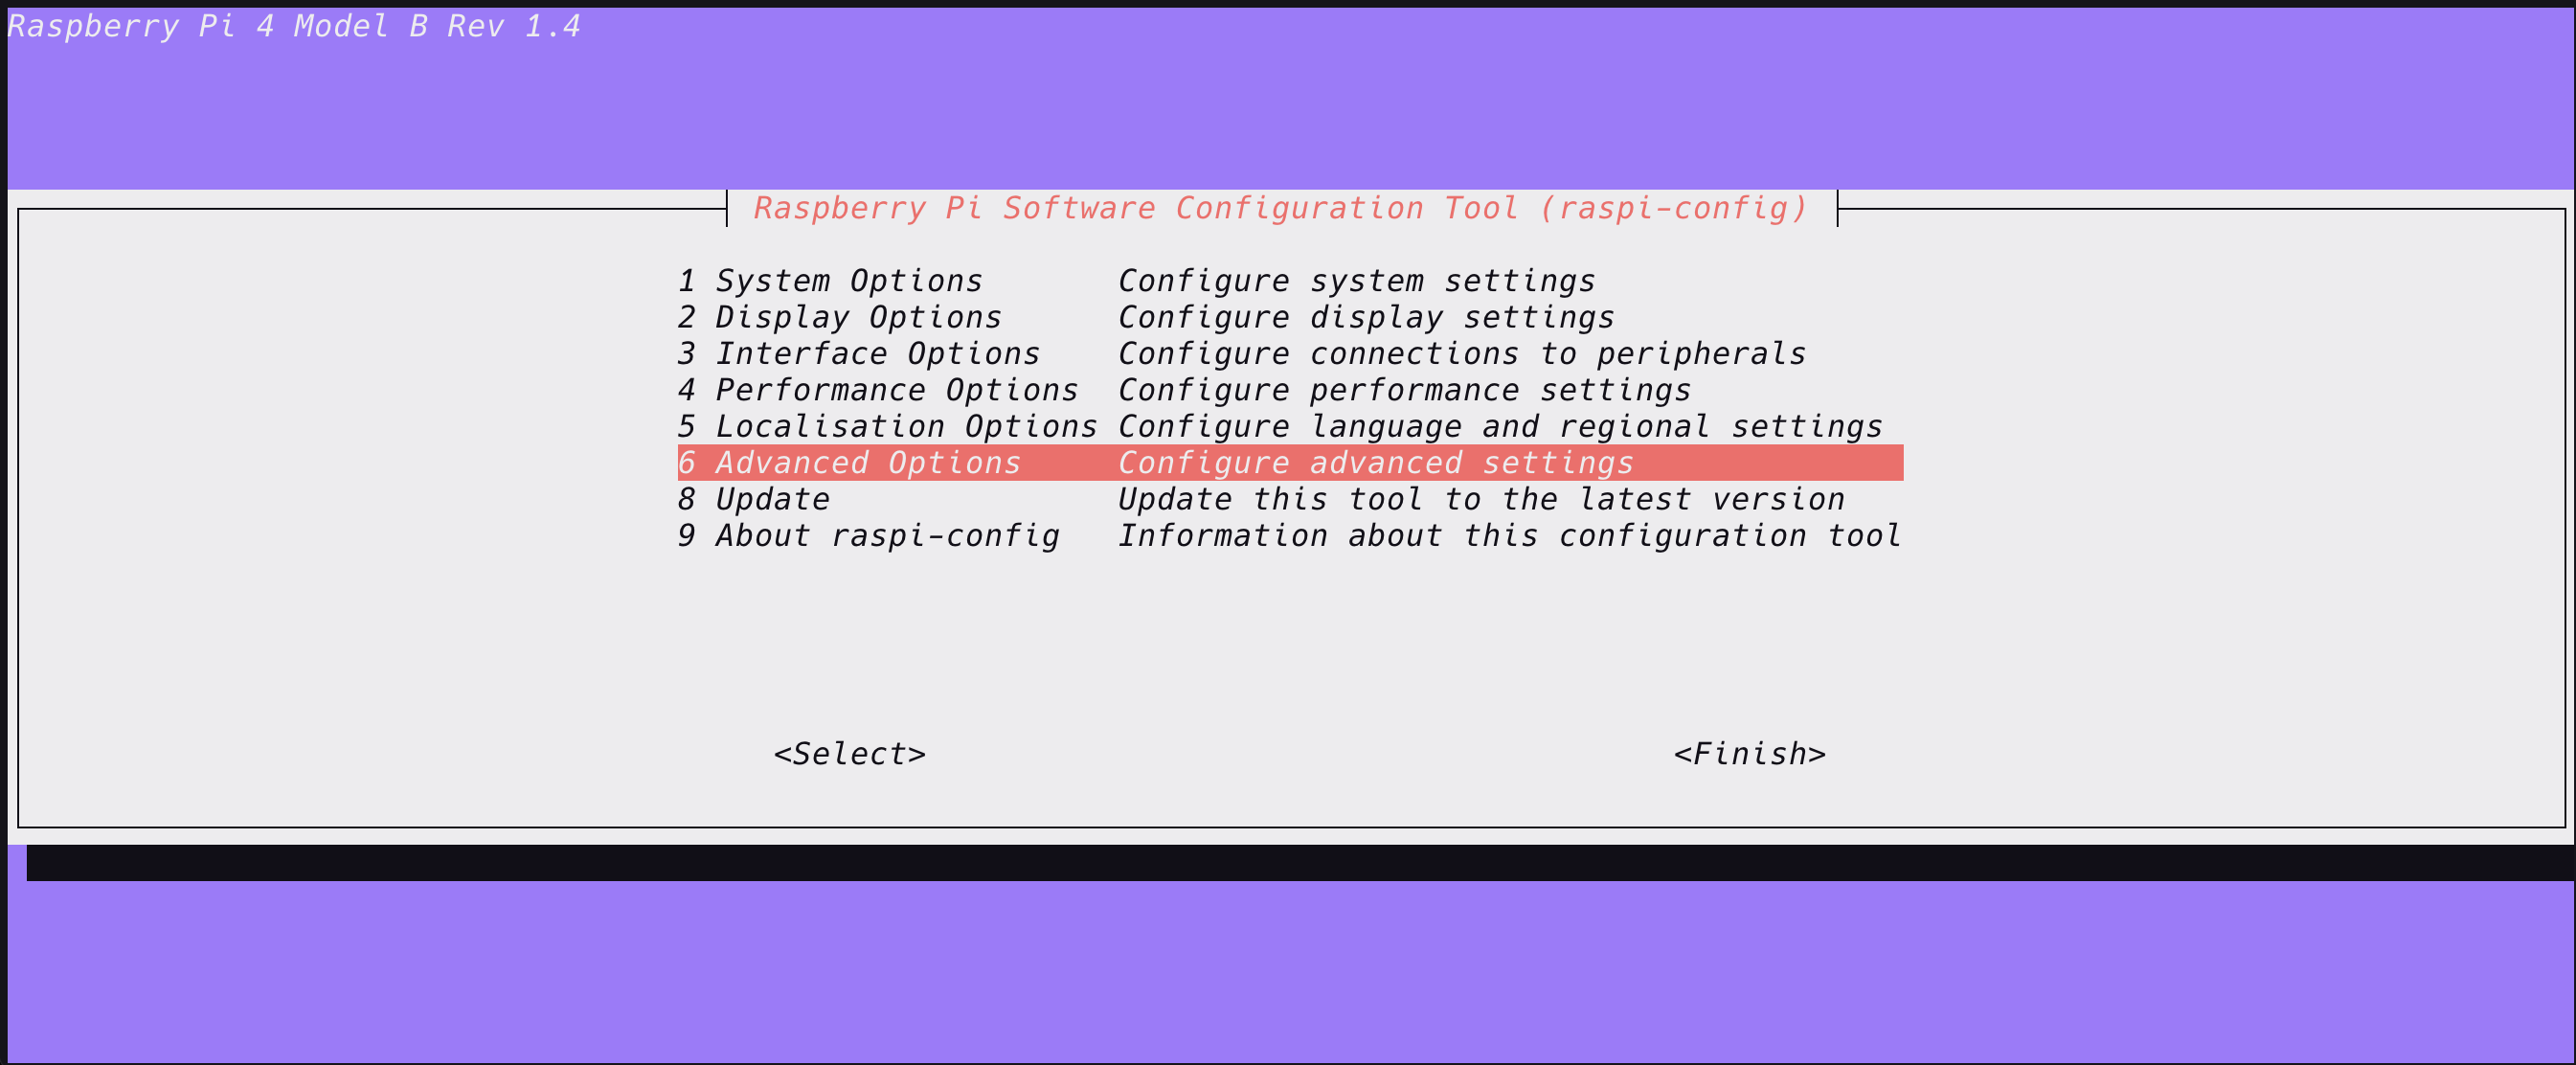 Raspberry Pi 4 Model B Rev 1.4
Raspberry Pi Software Configuration Tool (raspi-config)
1 System Options Configure system settings
2 Display Options Configure display settings
3 Interface Options Configure connections to peripherals
4 Performance Options Configure performance settings
5 Localisation Options Configure language and regional settings
6 Advanced Options Configure advanced settings
8 Update Update this tool to the latest version
9 About raspi-config Information about this configuration tool
<Select> <Finish>